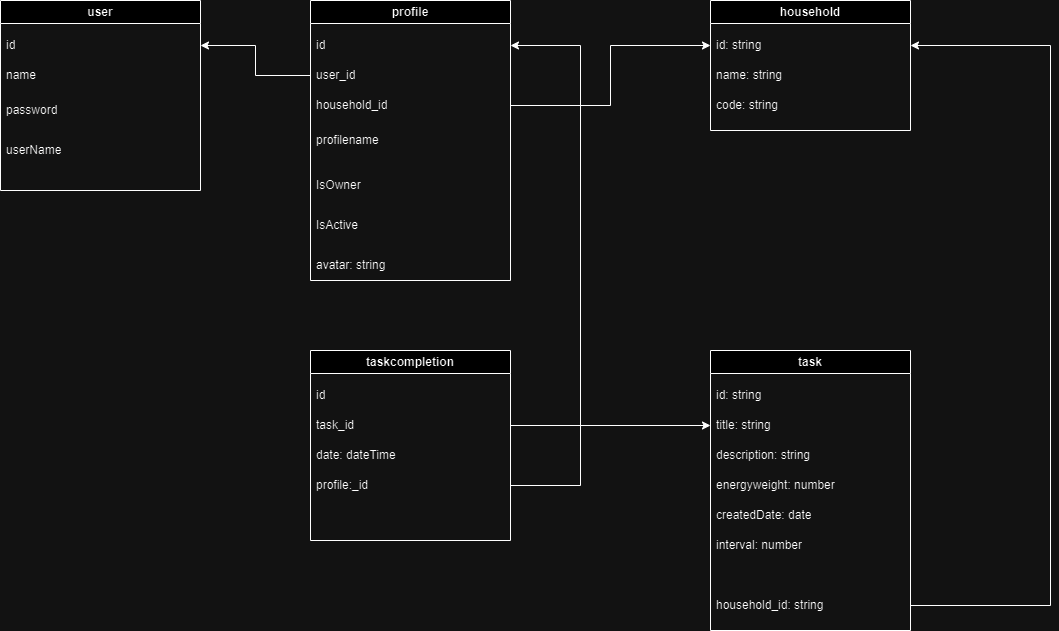 user
id
name
password
userName
profile
id
user_id
household_id
profilename
IsOwner
IsActive
avatar: string
household
id: string
name: string
code: string
taskcompletion
id
task_id
date: dateTime
profile:_id
task
id: string
title: string
description: string
energyweight: number
createdDate: date
interval: number
household_id: string